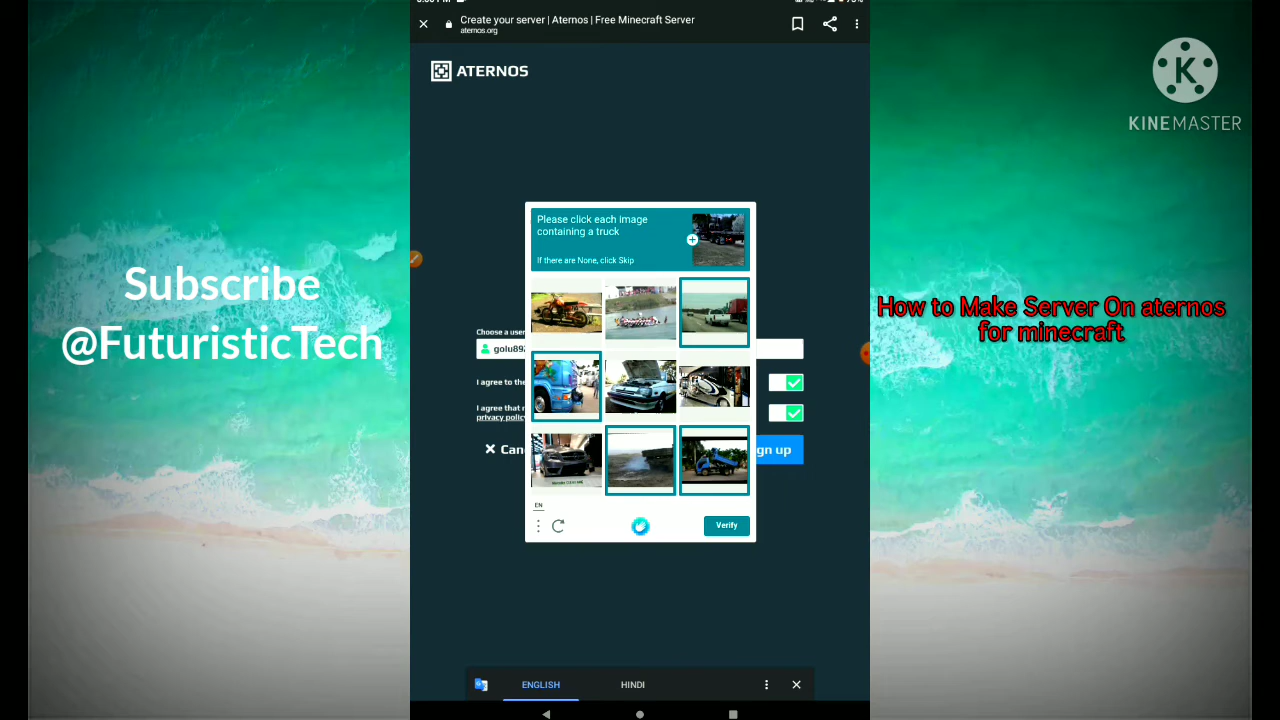 Create your server | Aternos | Free Minecraft Server
aternos.org
ATERNOS
KINEMASTER
Subscribe
@FuturisticTech
How to Make Server On aternos
for minecraft
Please click each image
containing a truck
If there are None, click Skip
Choose a user
golu892
I agree to the
I agree that
privacy policy
Can
gn up
EN
Verify
ENGLISH
HINDI